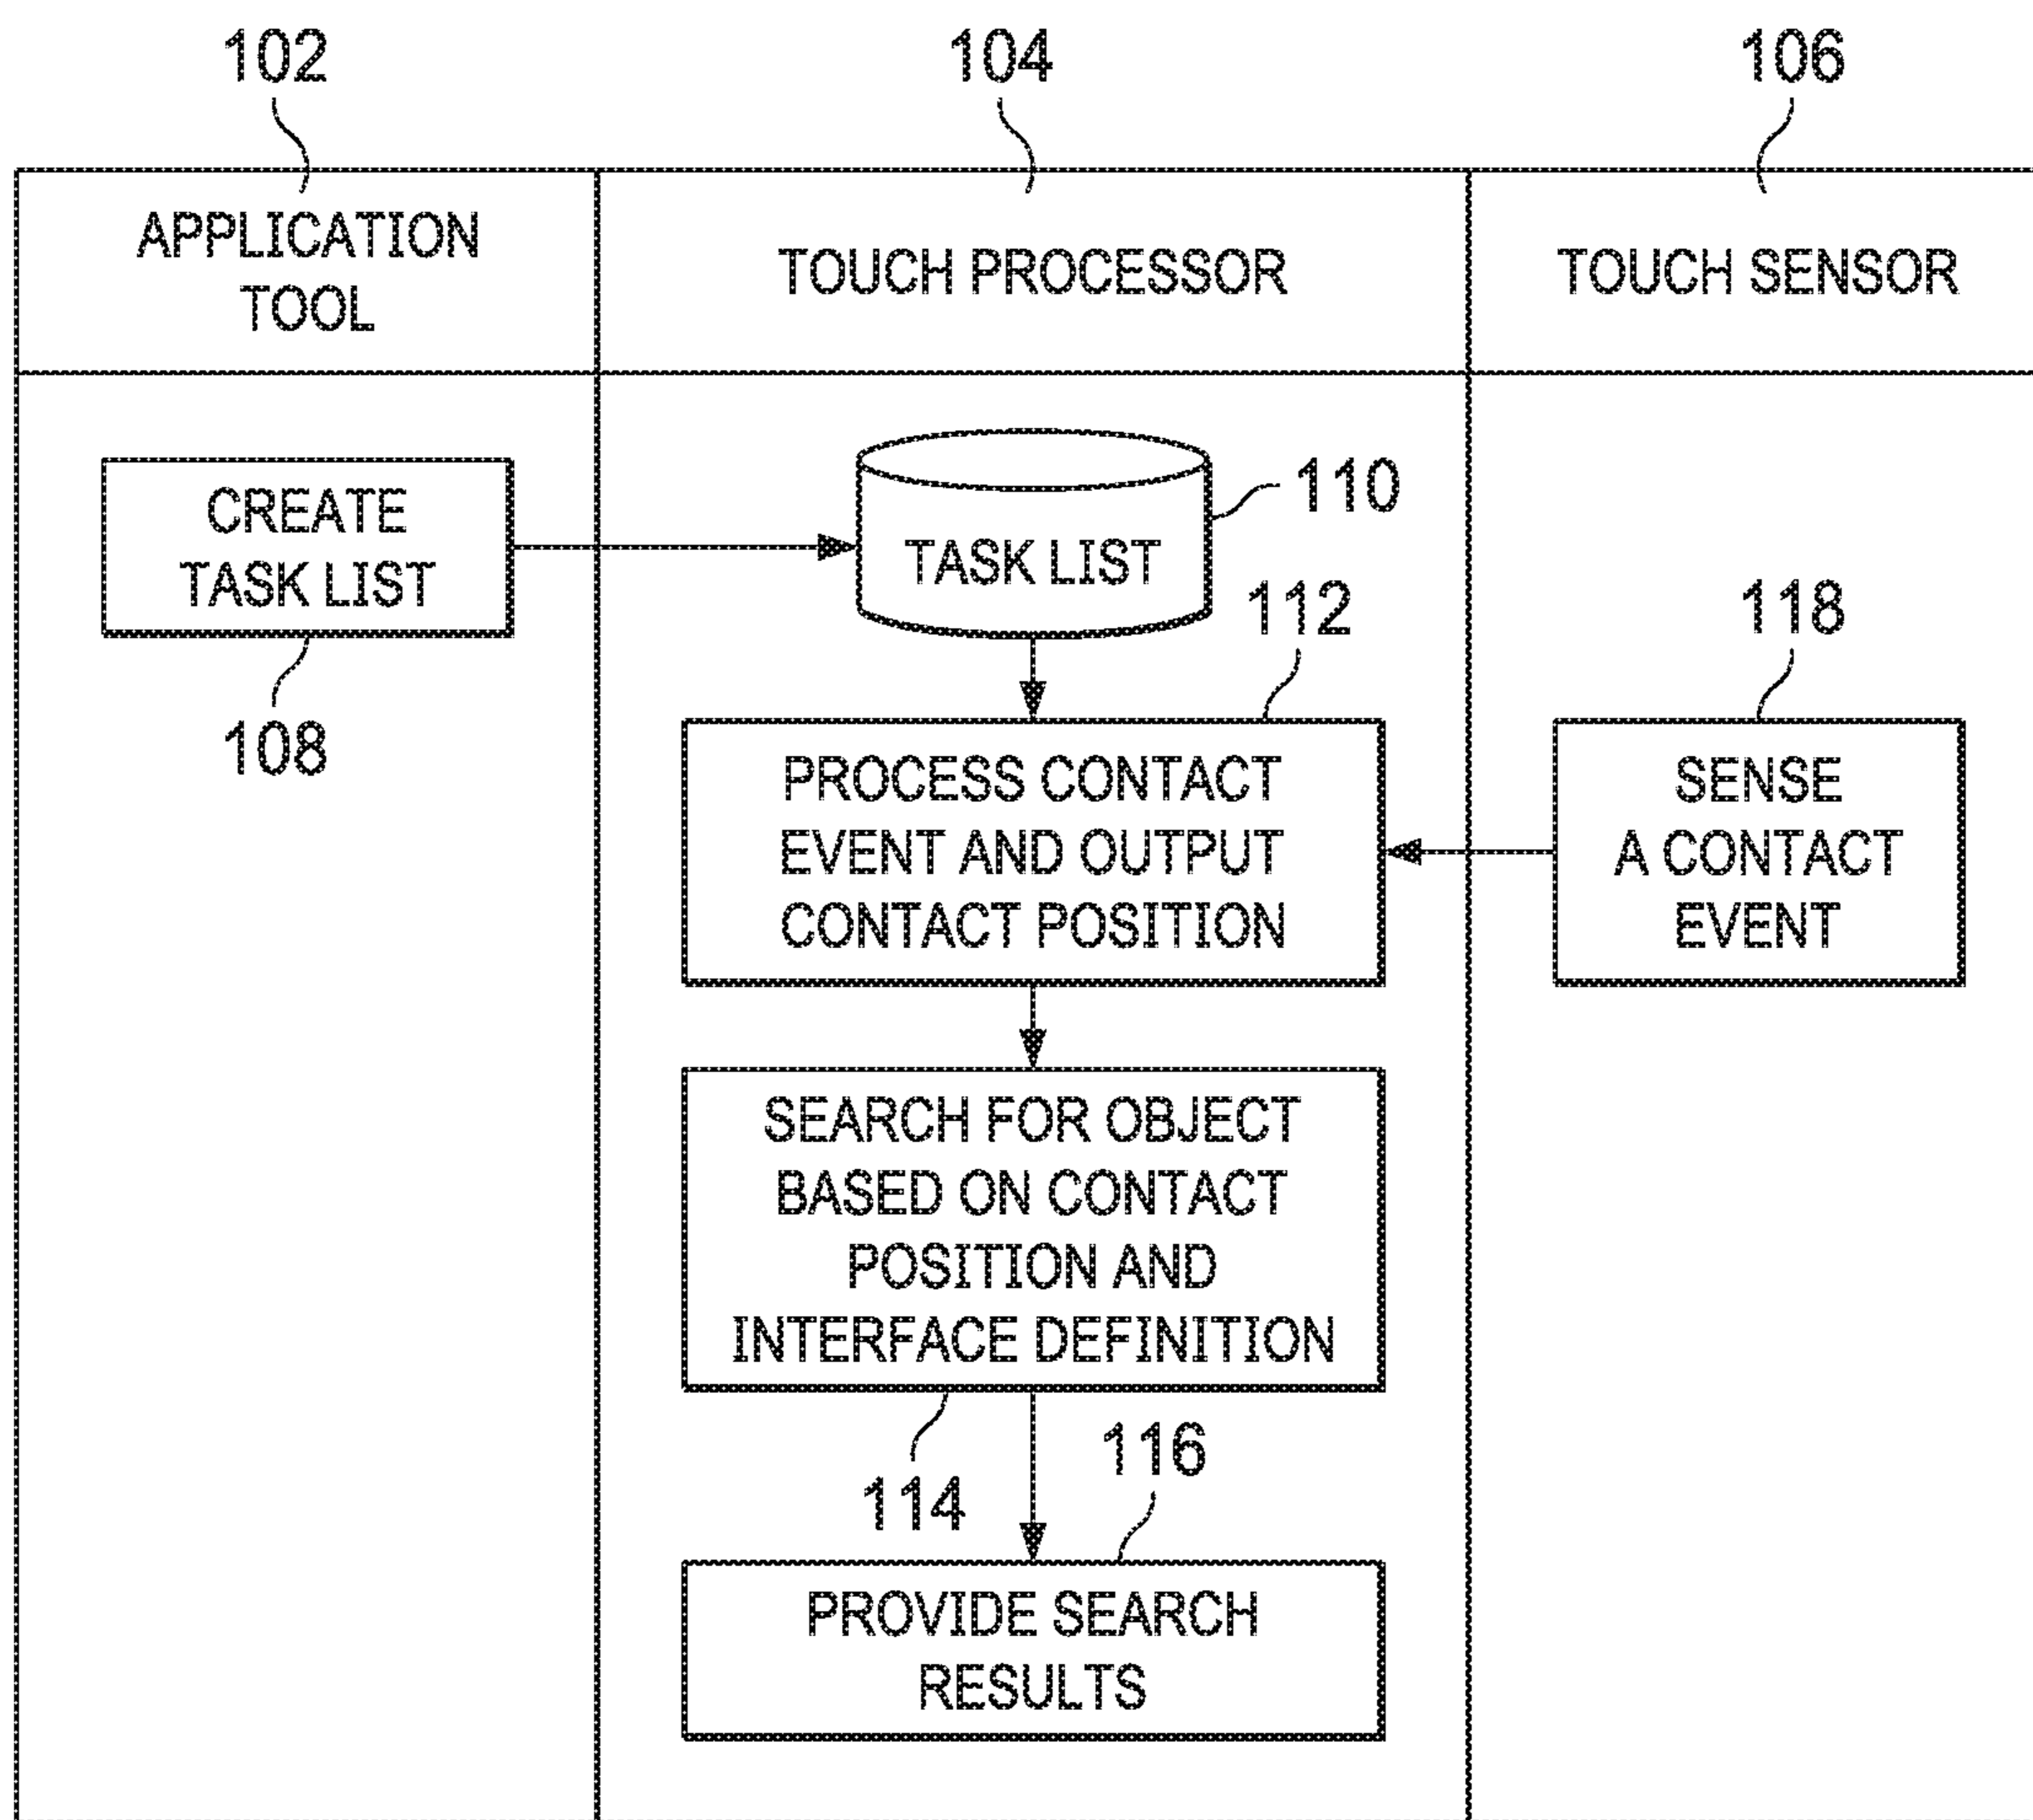 102
104
106
APPLICATION
TOOL
TOUCH PROCESSOR
TOUCH SENSOR
CREATE
TASK LIST
108
TASK LIST
110
112
118
PROCESS CONTACT
EVENT AND OUTPUT
CONTACT POSITION
SENSE
A CONTACT
EVENT
SEARCH FOR OBJECT
BASED ON CONTACT
POSITION AND
INTERFACE DEFINITION
114
116
PROVIDE SEARCH
RESULTS